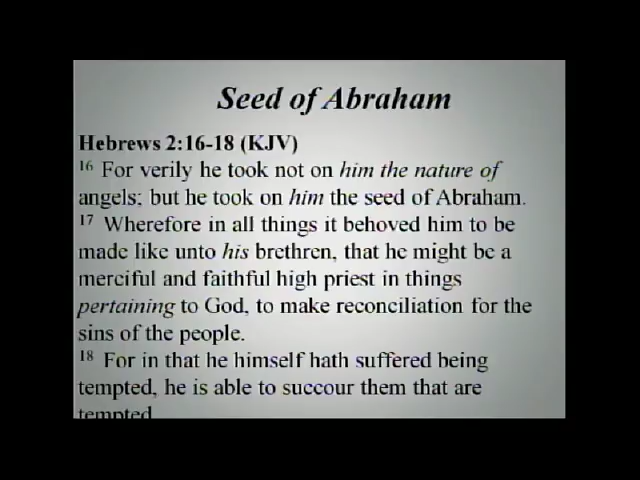 Seed of Abraham
Hebrews 2:16-18 (KJV)
16 For verily he took not on him the nature of
angels; but he took on him the seed of Abraham.
17 Wherefore in all things it behoved him to be
made like unto his brethren, that he might be a
merciful and faithful high priest in things
pertaining to God, to make reconciliation for the
sins of the people.
18 For in that he himself hath suffered being
tempted, he is able to succour them that are
tempted